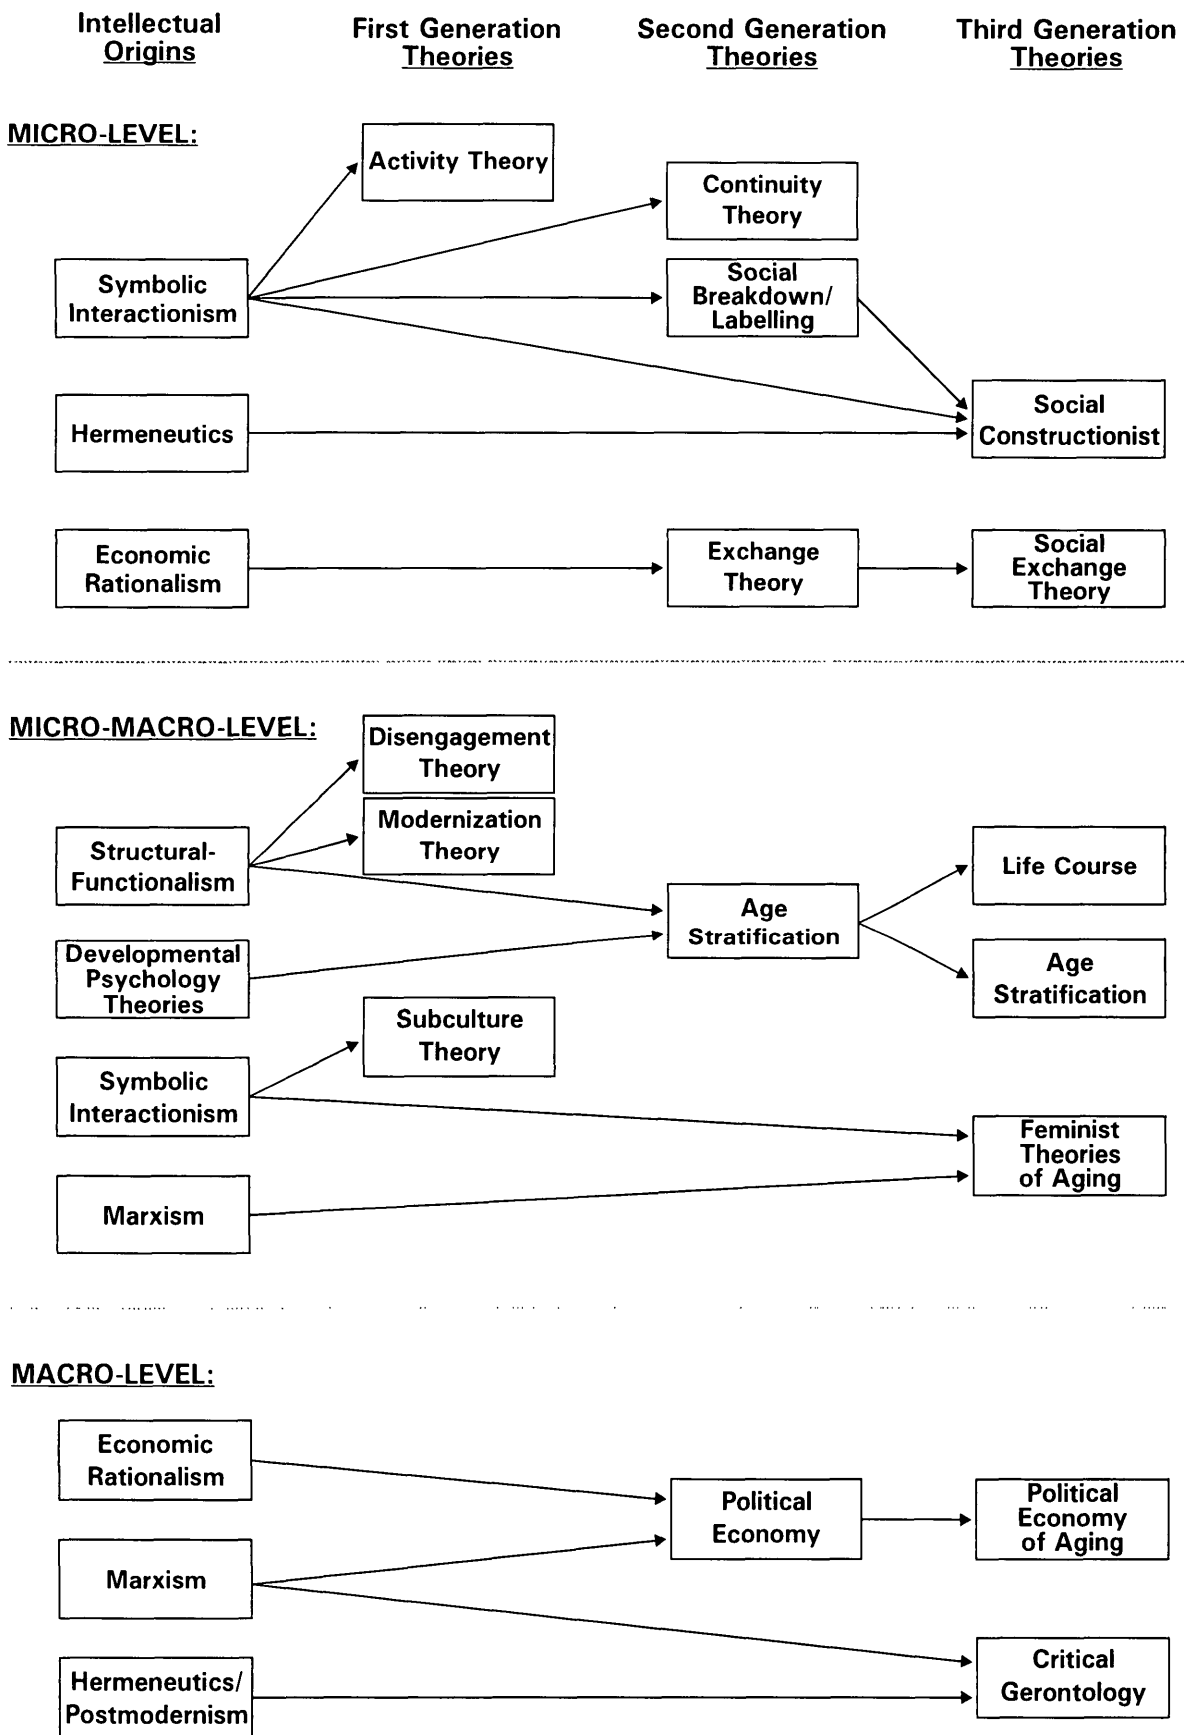 Intellectual
Origins
First Generation
Theories
Second Generation
Theories
Third Generation
Theories
MICRO-LEVEL:
Activity Theory
Continuity
Theory
Symbolic
Interactionism
Social
Breakdown/
Labelling
Hermeneutics
Social
Constructionist
Economic
Rationalism
Exchange
Theory
Social
Exchange
Theory
MICRO-MACRO-LEVEL:
Disengagement
Theory
Modernization
Theory
Structural-
Functionalism
Age
Stratification
Life Course
Developmental
Psychology
Theories
Age
Stratification
Subculture
Theory
Symbolic
Interactionism
Feminist
Theories
of Aging
Marxism
MACRO-LEVEL:
Economic
Rationalism
Political
Economy
Political
Economy
of Aging
Marxism
Critical
Gerontology
Hermeneutics/
Postmodernism